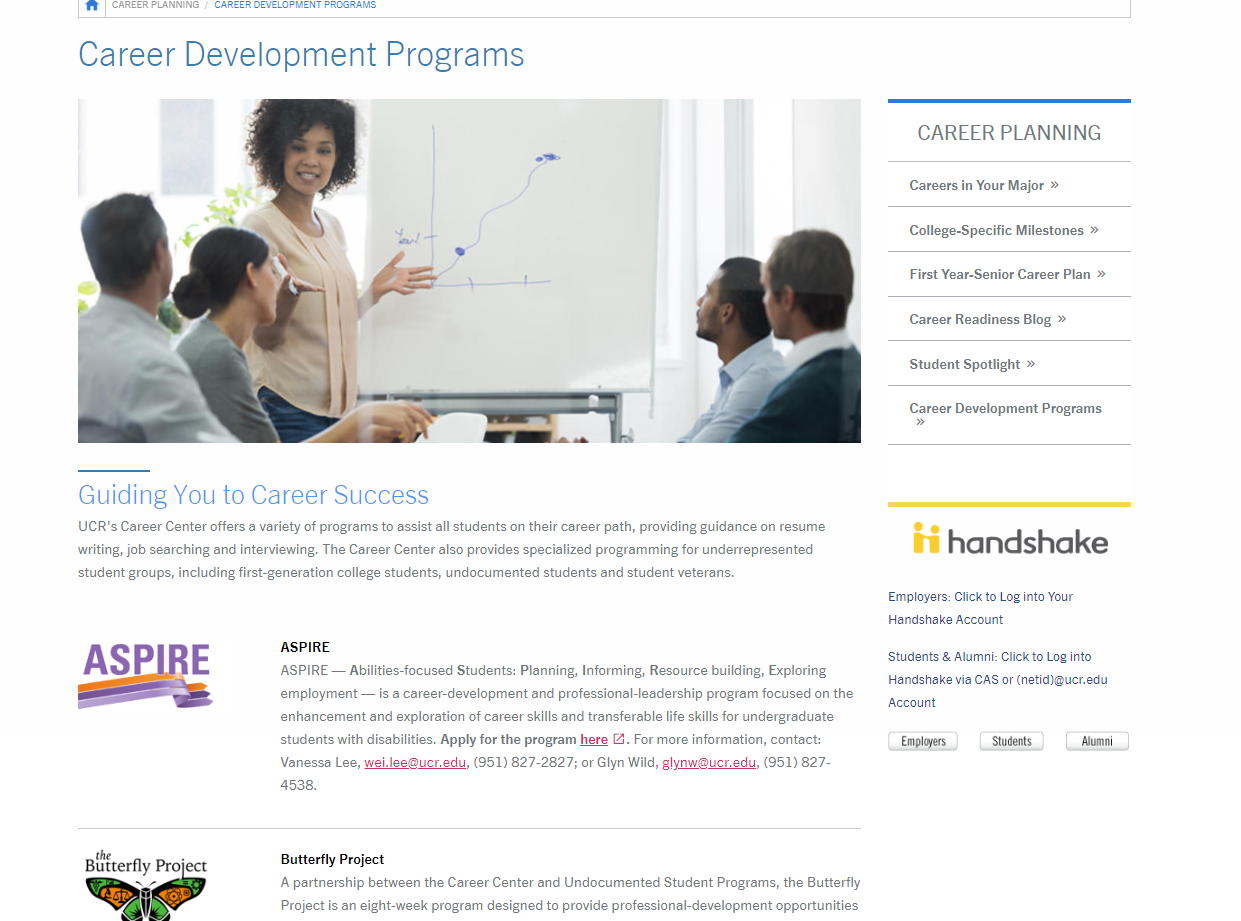 CAREER PLANNING / CAREER DEVELOPMENT PROGRAMS
Career Development Programs
CAREER PLANNING
Careers in Your Major »
College-Specific Milestones »
First Year-Senior Career Plan »
Career Readiness Blog »
Student Spotlight »
Career Development Programs
»
Guiding You to Career Success
UCR's Career Center offers a variety of programs to assist all students on their career path, providing guidance on resume
writing, job searching and interviewing. The Career Center also provides specialized programming for underrepresented
student groups, including first-generation college students, undocumented students and student veterans.
handshake
Employers: Click to Log into Your
Handshake Account
Students & Alumni: Click to Log into
Handshake via CAS or (netid)@ucr.edu
Account
Employers Students Alumni
ASPIRE
ASPIRE
ASPIRE — Abilities-focused Students: Planning, Informing, Resource building, Exploring
employment — is a career-development and professional-leadership program focused on the
enhancement and exploration of career skills and transferable life skills for undergraduate
students with disabilities. Apply for the program here. For more information, contact:
Vanessa Lee, wei.lee@ucr.edu, (951) 827-2827; or Glyn Wild, glynw@ucr.edu, (951) 827-
4538.
the
Butterfly Project
Butterfly Project
A partnership between the Career Center and Undocumented Student Programs, the Butterfly
Project is an eight-week program designed to provide professional-development opportunities